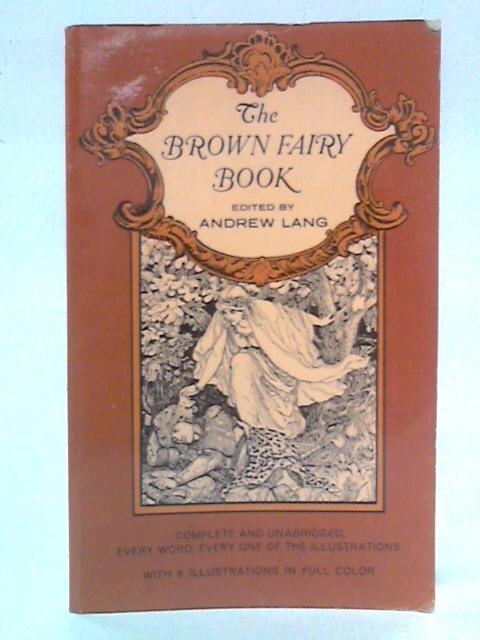 The
BROWN FAIRY
BOOK
EDITED BY
ANDREW LANG
COMPLETE AND UNABRIDGED,
EVERY WORD, EVERY ONE OF THE ILLUSTRATIONS.
WITH 8 ILLUSTRATIONS IN FULL COLOR